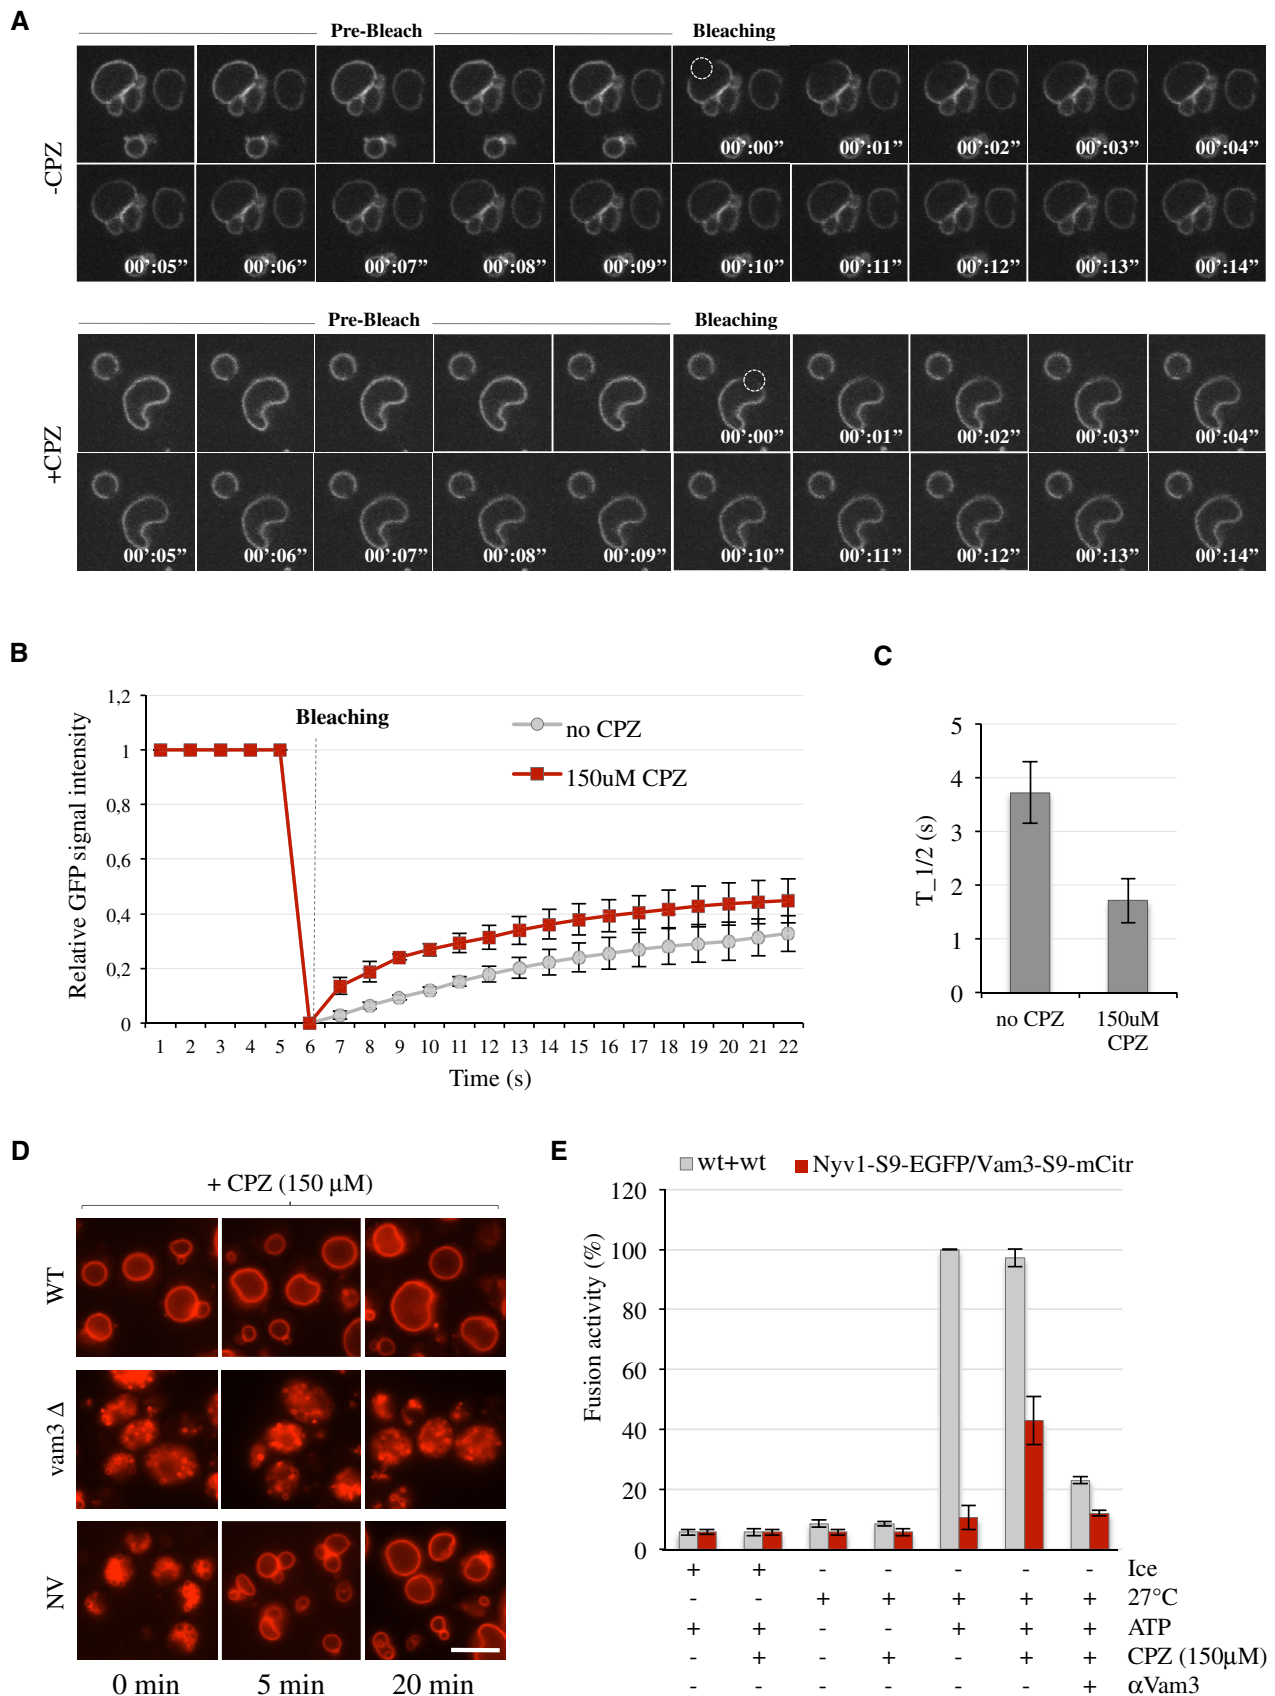 A
Pre-Bleach
Bleaching
-CPZ
00':00” 00':01” 00':02” 00':03” 00':04”
00':05” 00':06” 00':07” 00':08” 00':09” 00':10” 00':11” 00':12” 00':13” 00':14”
Pre-Bleach
Bleaching
+CPZ
00':00” 00':01” 00':02” 00':03” 00':04”
00':05” 00':06” 00':07” 00':08” 00':09” 00':10” 00':11” 00':12” 00':13” 00':14”
B
Relative GFP signal intensity
1,2
1
0,8
0,6
0,4
0,2
0
Bleaching
no CPZ
150uM CPZ
1 2 3 4 5 6 7 8 9 10 11 12 13 14 15 16 17 18 19 20 21 22
Time (s)
C
T_1/2 (s)
5
4
3
2
1
0
no CPZ
150uM
CPZ
D
+ CPZ (150 µM)
WT
vam3 Δ
NV
0 min 5 min 20 min
E
wt+wt Nyv1-S9-EGFP/Vam3-S9-mCitr
Fusion activity (%)
120
100
80
60
40
20
0
+ + - - - - - Ice
- - + + + + + 27°C
+ + - - + + + ATP
- + - + - + + CPZ (150µM)
- - - - - - + αVam3